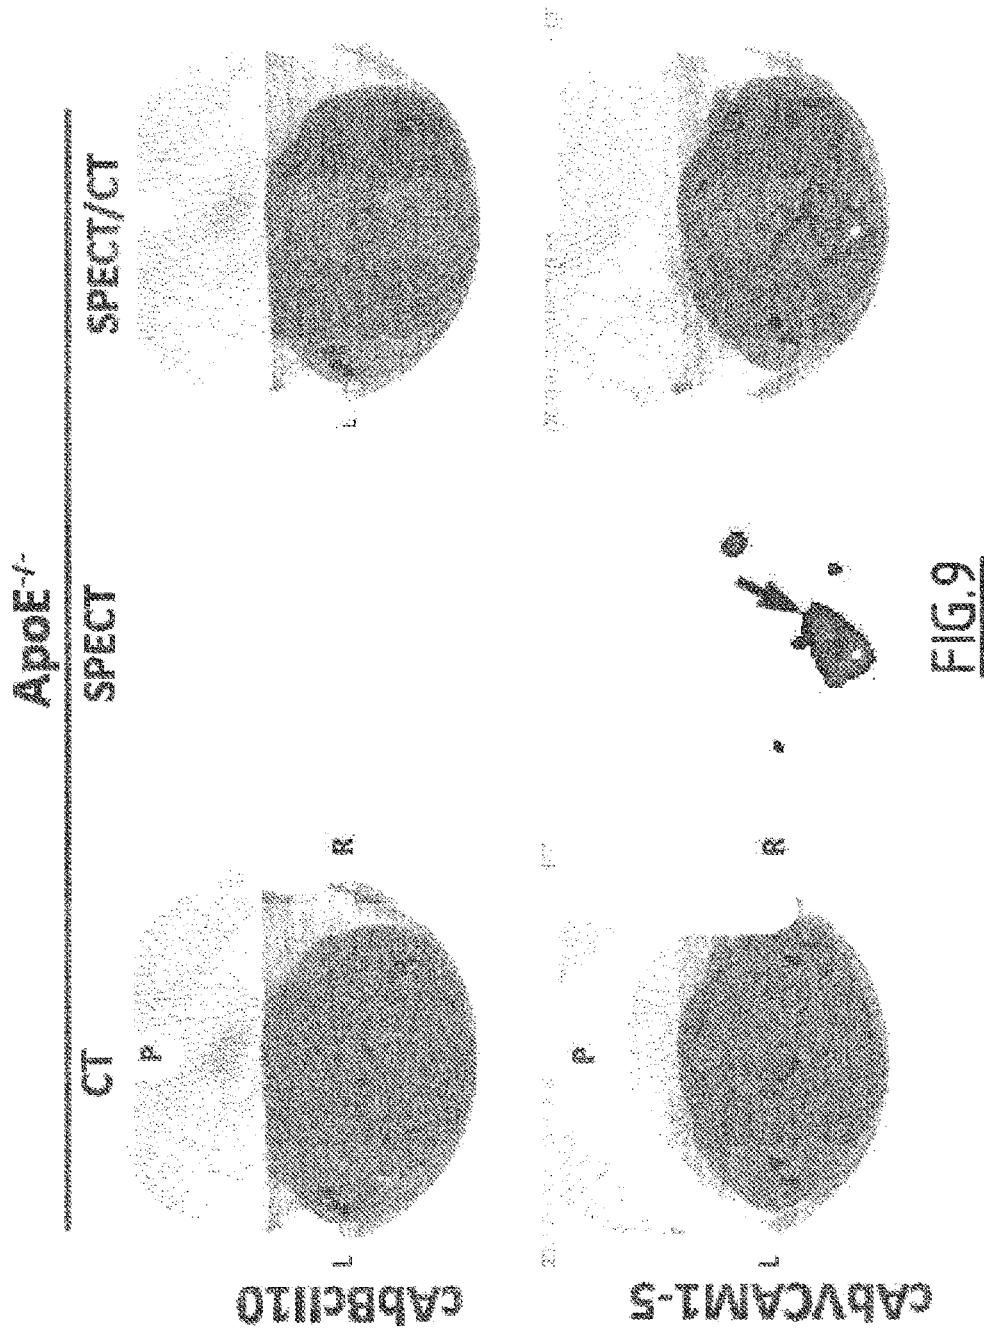 ApoE-/-
CT SPECT SPECT/CT
P
cAbBcII10
L R L
P
cAbVCAM1-5
L R
FIG.9